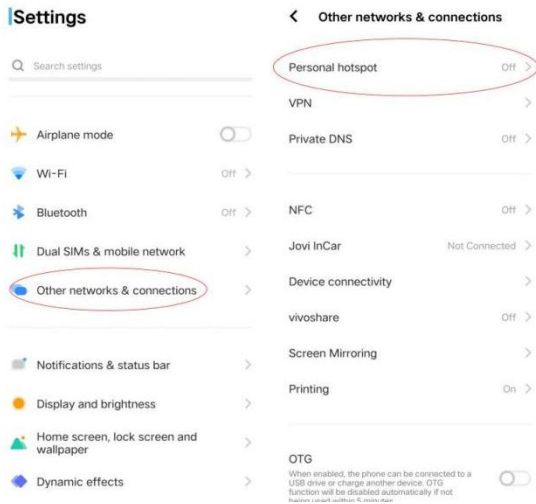 Settings
Search settings
Airplane mode
Wi-Fi Off
Bluetooth Off
Dual SIMs & mobile network
Other networks & connections
Notifications & status bar
Display and brightness
Home screen, lock screen and
wallpaper
Dynamic effects
Other networks & connections
Personal hotspot Off
VPN
Private DNS Off
NFC Off
Jovi InCar Not Connected
Device connectivity
vivoshare Off
Screen Mirroring
Printing On
OTG
When enabled, the phone can be connected to a
USB drive or charge another device. OTG
function will be disabled automatically if not
being used within 5 minutes.